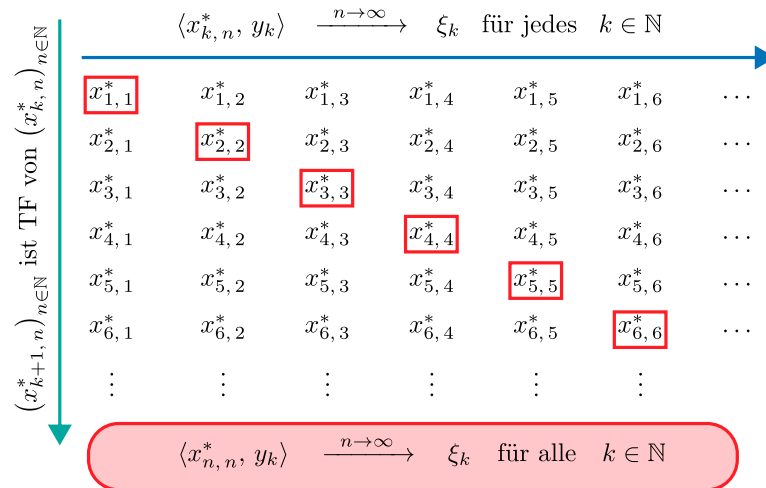 ⟨x*_{k, n}, y_k⟩ —n→∞→ ξ_k für jedes k ∈ ℕ
(x*_{k+1, n})_{n∈ℕ} ist TF von (x*_{k, n})_{n∈ℕ}
x*_{1, 1} x*_{1, 2} x*_{1, 3} x*_{1, 4} x*_{1, 5} x*_{1, 6} …
x*_{2, 1} x*_{2, 2} x*_{2, 3} x*_{2, 4} x*_{2, 5} x*_{2, 6} …
x*_{3, 1} x*_{3, 2} x*_{3, 3} x*_{3, 4} x*_{3, 5} x*_{3, 6} …
x*_{4, 1} x*_{4, 2} x*_{4, 3} x*_{4, 4} x*_{4, 5} x*_{4, 6} …
x*_{5, 1} x*_{5, 2} x*_{5, 3} x*_{5, 4} x*_{5, 5} x*_{5, 6} …
x*_{6, 1} x*_{6, 2} x*_{6, 3} x*_{6, 4} x*_{6, 5} x*_{6, 6} …
⋮ ⋮ ⋮ ⋮ ⋮ ⋮
⟨x*_{n, n}, y_k⟩ —n→∞→ ξ_k für alle k ∈ ℕ